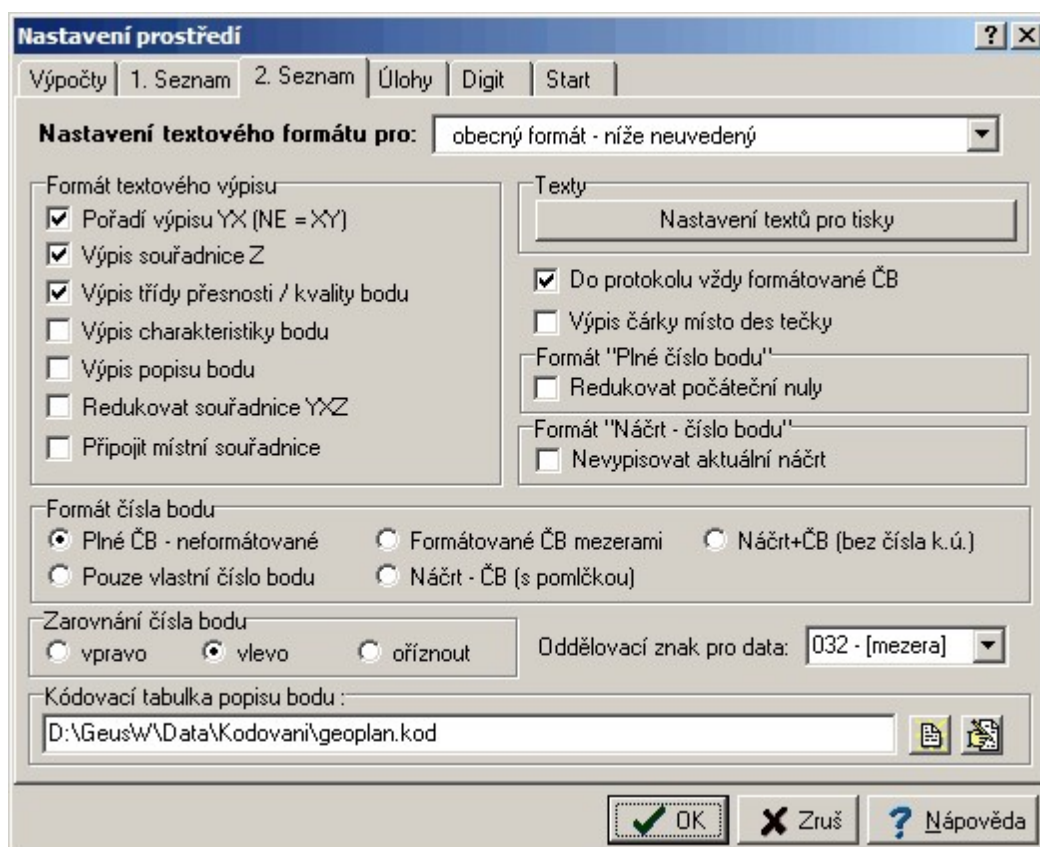 Nastavení prostředí
Výpočty 1. Seznam 2. Seznam Úlohy Digit Start
Nastavení textového formátu pro: obecný formát - níže neuvedený
Formát textového výpisu
Pořadí výpisu YX (NE = XY)
Výpis souřadnice Z
Výpis třídy přesnosti / kvality bodu
Výpis charakteristiky bodu
Výpis popisu bodu
Redukovat souřadnice YXZ
Připojit místní souřadnice
Texty
Nastavení textů pro tisky
Do protokolu vždy formátované ČB
Výpis čárky místo des tečky
Formát "Plné číslo bodu"
Redukovat počáteční nuly
Formát "Náčrt - číslo bodu"
Nevypisovat aktuální náčrt
Formát čísla bodu
Plné ČB - neformátované Formátované ČB mezerami Náčrt+ČB (bez čísla k.ú.)
Pouze vlastní číslo bodu Náčrt - ČB (s pomlčkou)
Zarovnání čísla bodu
vpravo vlevo oříznout
Oddělovací znak pro data: 032 - [mezera]
Kódovací tabulka popisu bodu :
D:\GeusW\Data\Kodovani\geoplan.kod
OK Zruš Nápověda